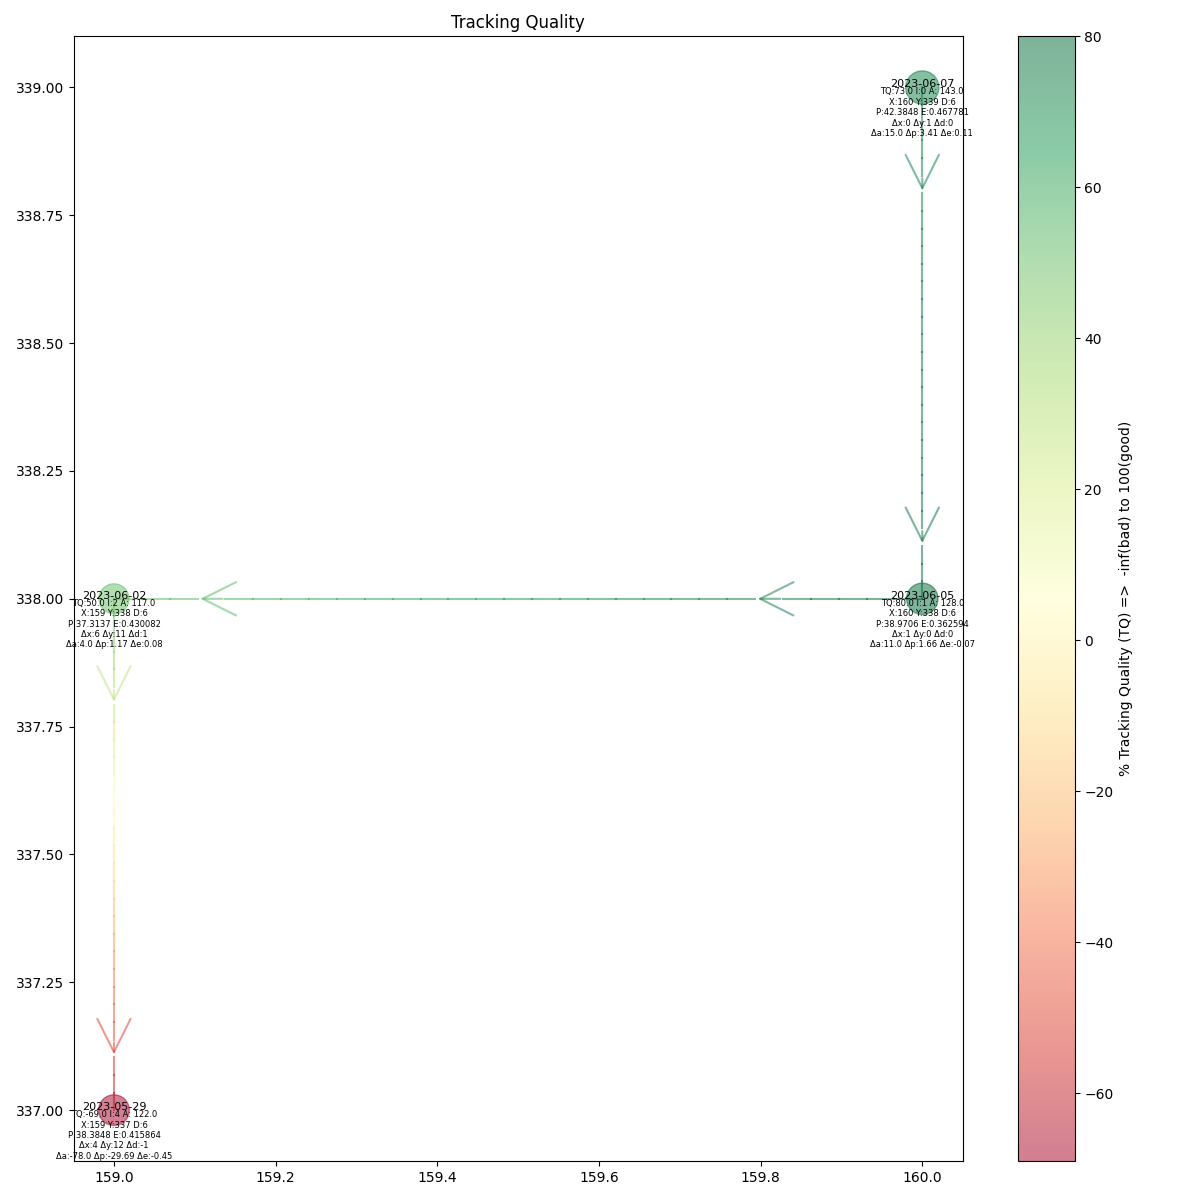 Tracking Quality
339.00
338.75
338.50
338.25
338.00
337.75
337.50
337.25
337.00
159.0 159.2 159.4 159.6 159.8 160.0
2023-06-07
TQ:73.0 I:0 A: 143.0
X:160 Y:339 D:6
P:42.3848 E:0.467781
Δx:0 Δy:1 Δd:0
Δa:15.0 Δp:3.41 Δe:0.11
2023-06-02
TQ:50.0 I:2 A: 117.0
X:159 Y:338 D:6
P:37.3137 E:0.430082
Δx:6 Δy:11 Δd:1
Δa:4.0 Δp:1.17 Δe:0.08
2023-06-05
TQ:80.0 I:1 A: 128.0
X:160 Y:338 D:6
P:38.9706 E:0.362594
Δx:1 Δy:0 Δd:0
Δa:11.0 Δp:1.66 Δe:-0.07
2023-05-29
TQ:-69.0 I:4 A: 122.0
X:159 Y:337 D:6
P:38.3848 E:0.415864
Δx:4 Δy:12 Δd:-1
Δa:-78.0 Δp:-29.69 Δe:-0.45
80
60
40
20
0
−20
−40
−60
% Tracking Quality (TQ) => -inf(bad) to 100(good)